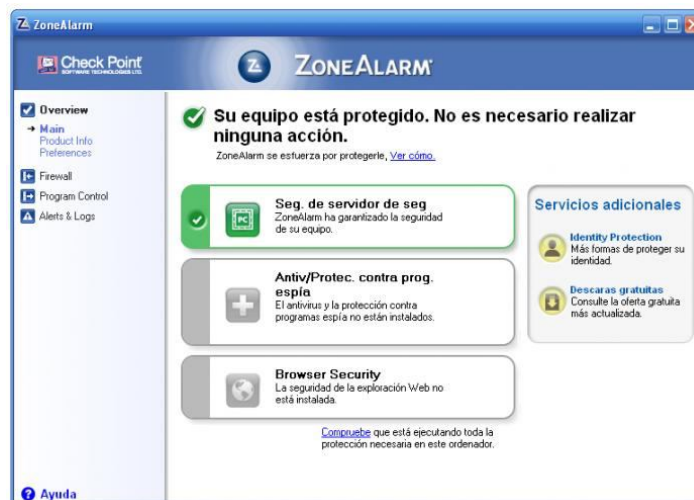 ZoneAlarm
Check Point
SOFTWARE TECHNOLOGIES LTD.
ZONEALARM
Overview
Main
Product Info
Preferences
Firewall
Program Control
Alerts & Logs
Ayuda
Su equipo está protegido. No es necesario realizar
ninguna acción.
ZoneAlarm se esfuerza por protegerle, Ver cómo.
Seg. de servidor de seg
ZoneAlarm ha garantizado la seguridad
de su equipo.
Antiv/Protec. contra prog.
espía
El antivirus y la protección contra
programas espía no están instalados.
Browser Security
La seguridad de la exploración Web no
está instalada.
Compruebe que está ejecutando toda la
protección necesaria en este ordenador.
Servicios adicionales
Identity Protection
Más formas de proteger su
identidad.
Descaras gratuitas
Consulte la oferta gratuita
más actualizada.